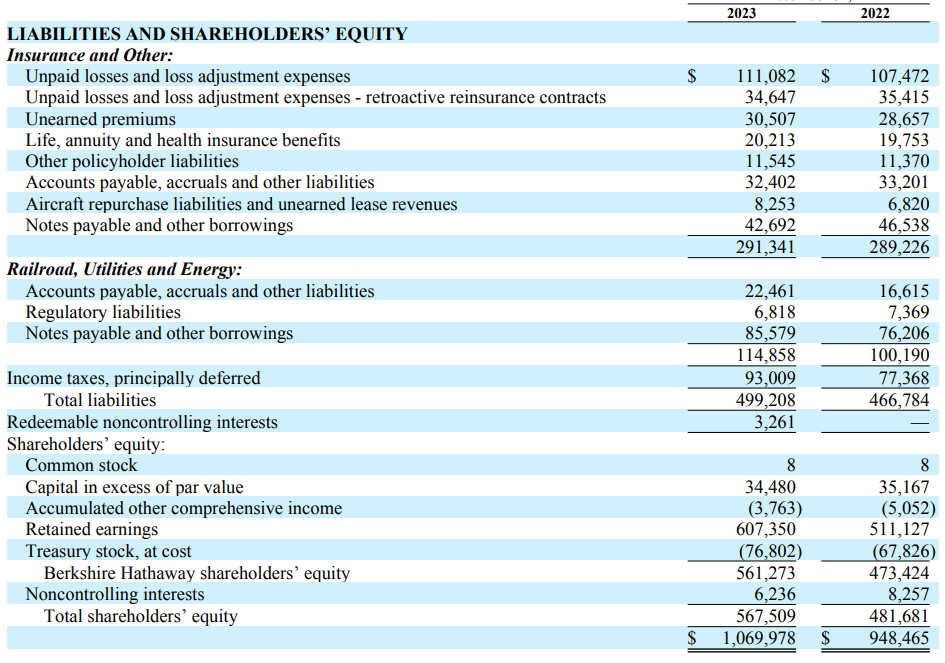 2023 2022
LIABILITIES AND SHAREHOLDERS’ EQUITY
Insurance and Other:
Unpaid losses and loss adjustment expenses $ 111,082 $ 107,472
Unpaid losses and loss adjustment expenses - retroactive reinsurance contracts 34,647 35,415
Unearned premiums 30,507 28,657
Life, annuity and health insurance benefits 20,213 19,753
Other policyholder liabilities 11,545 11,370
Accounts payable, accruals and other liabilities 32,402 33,201
Aircraft repurchase liabilities and unearned lease revenues 8,253 6,820
Notes payable and other borrowings 42,692 46,538
291,341 289,226
Railroad, Utilities and Energy:
Accounts payable, accruals and other liabilities 22,461 16,615
Regulatory liabilities 6,818 7,369
Notes payable and other borrowings 85,579 76,206
114,858 100,190
Income taxes, principally deferred 93,009 77,368
Total liabilities 499,208 466,784
Redeemable noncontrolling interests 3,261 —
Shareholders’ equity:
Common stock 8 8
Capital in excess of par value 34,480 35,167
Accumulated other comprehensive income (3,763) (5,052)
Retained earnings 607,350 511,127
Treasury stock, at cost (76,802) (67,826)
Berkshire Hathaway shareholders’ equity 561,273 473,424
Noncontrolling interests 6,236 8,257
Total shareholders’ equity 567,509 481,681
$ 1,069,978 $ 948,465